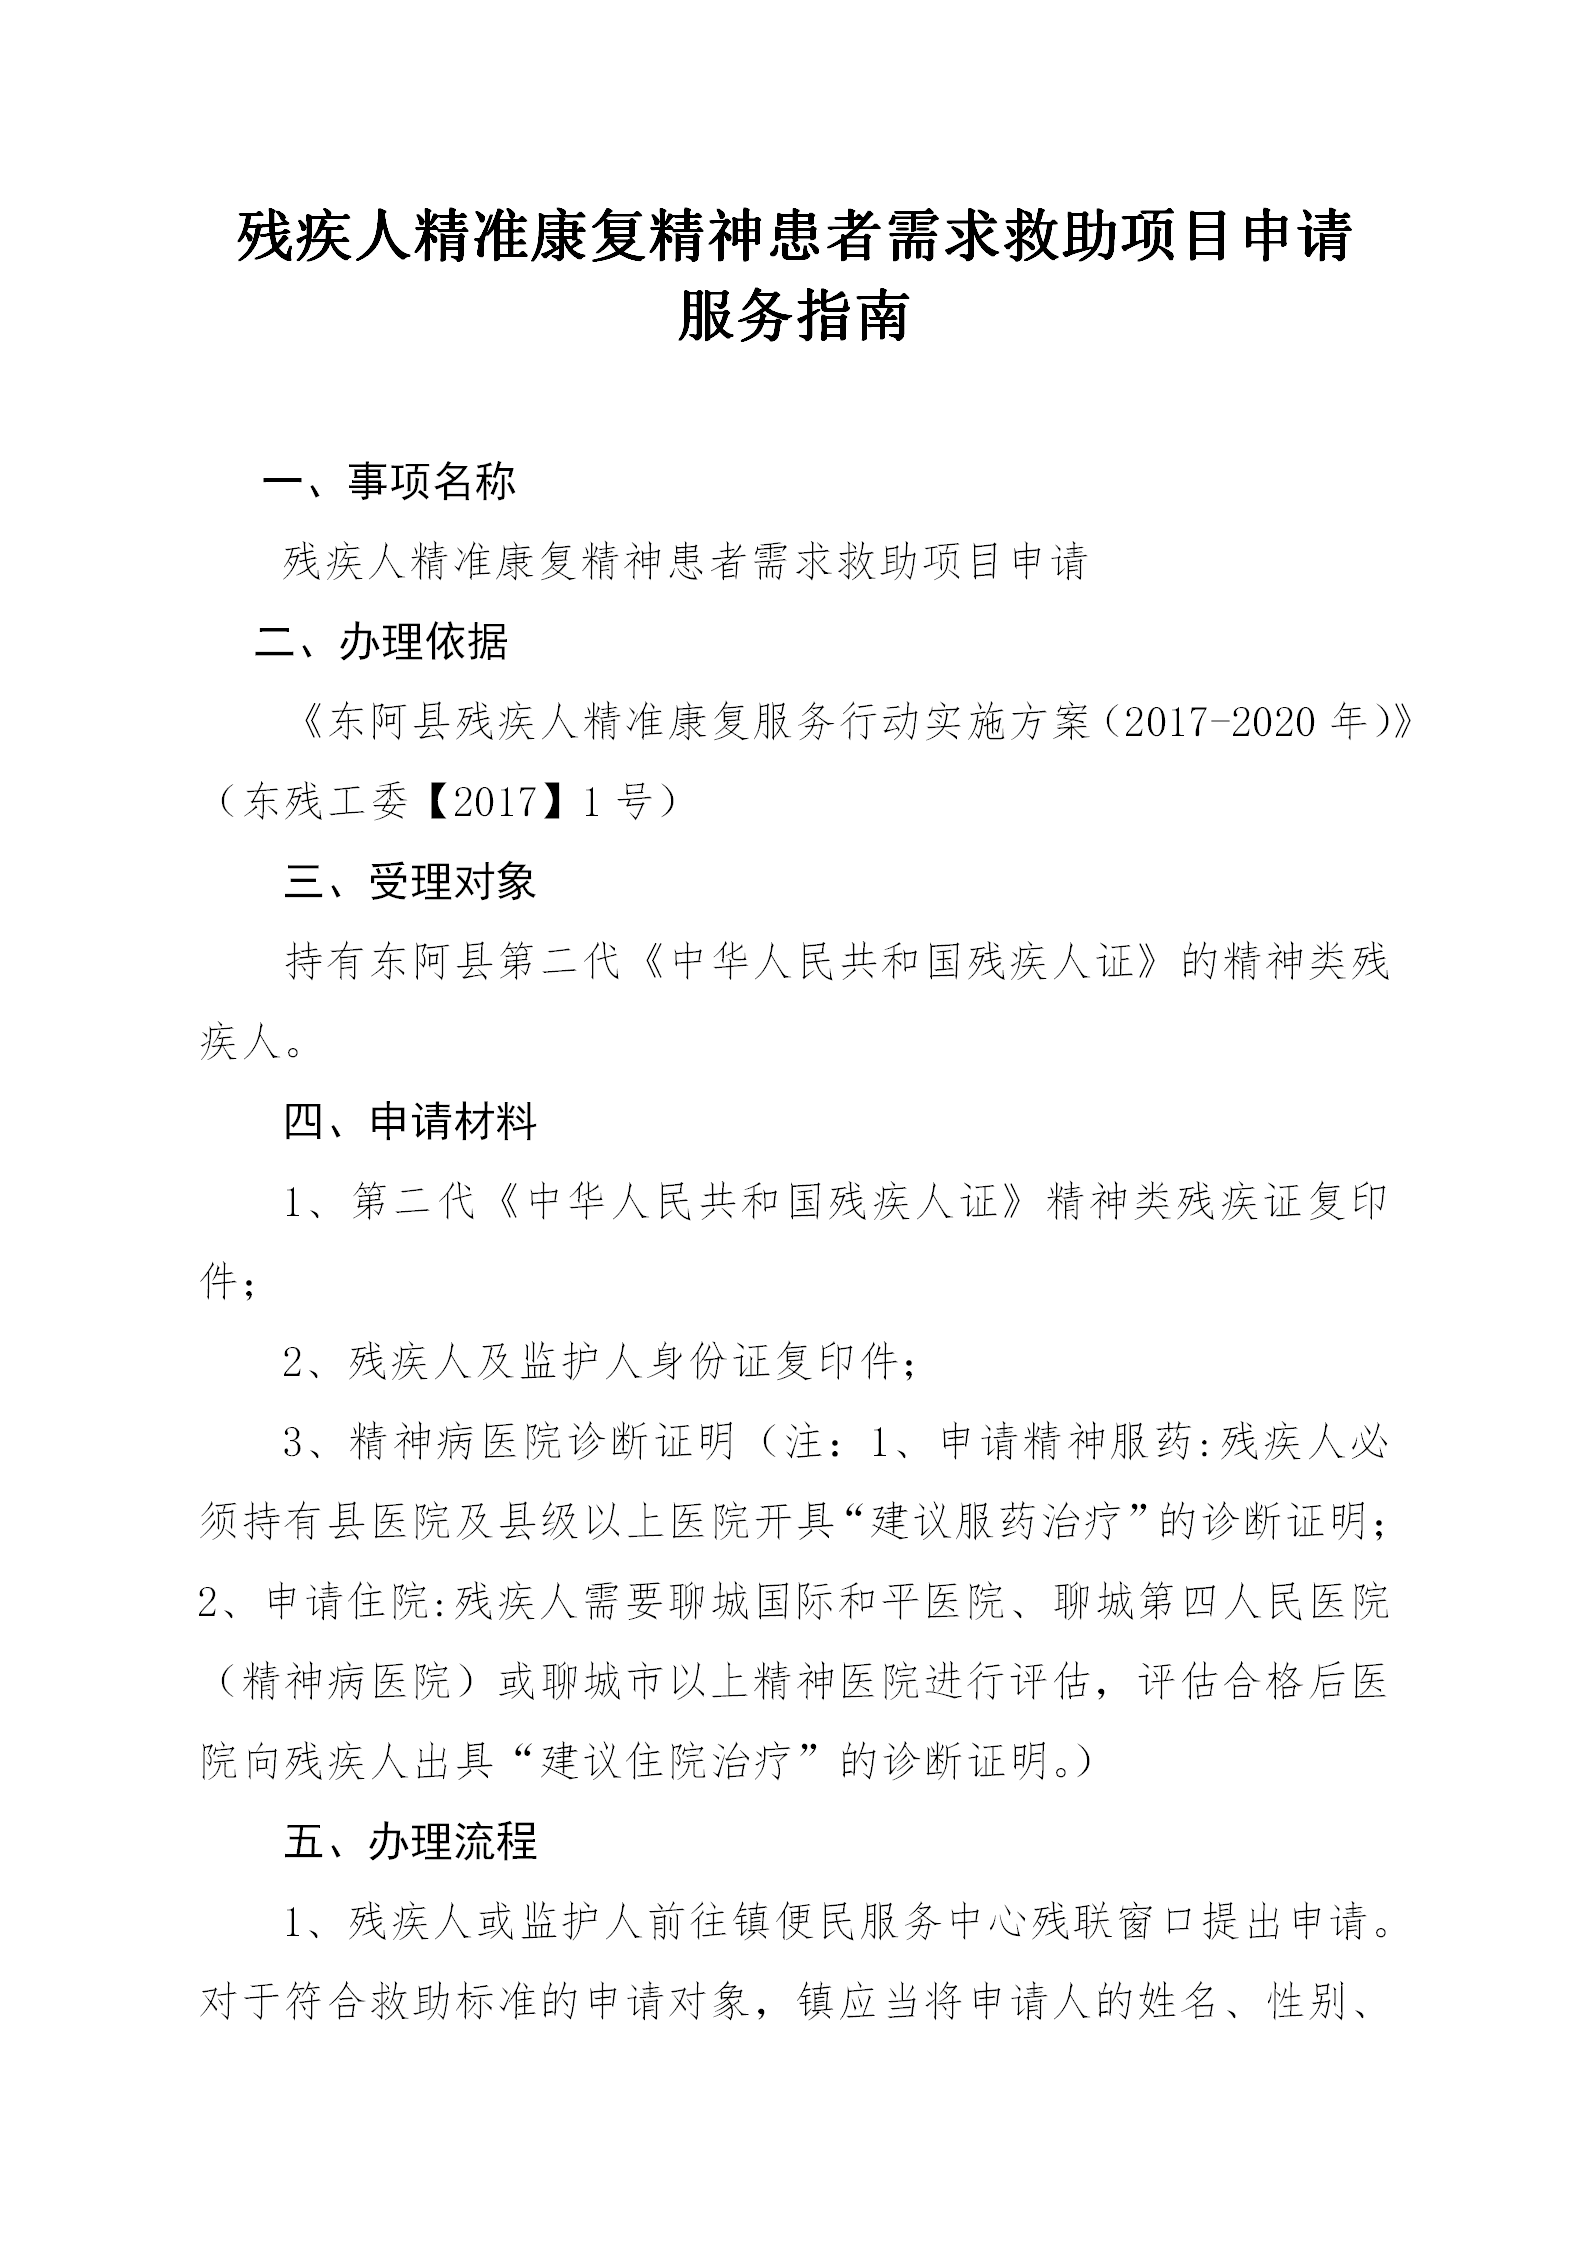 残疾人精准康复精神患者需求救助项目申请
服务指南
一、事项名称
残疾人精准康复精神患者需求救助项目申请
二、办理依据
《东阿县残疾人精准康复服务行动实施方案(2017-2020 年)》
（东残工委【2017】1 号）
三、受理对象
持有东阿县第二代《中华人民共和国残疾人证》的精神类残
疾人。
四、申请材料
1、第二代《中华人民共和国残疾人证》精神类残疾证复印
件；
2、残疾人及监护人身份证复印件；
3、精神病医院诊断证明（注：1、申请精神服药:残疾人必
须持有县医院及县级以上医院开具“建议服药治疗”的诊断证明；
2、申请住院:残疾人需要聊城国际和平医院、聊城第四人民医院
（精神病医院）或聊城市以上精神医院进行评估，评估合格后医
院向残疾人出具“建议住院治疗”的诊断证明。）
五、办理流程
1、残疾人或监护人前往镇便民服务中心残联窗口提出申请。
对于符合救助标准的申请对象，镇应当将申请人的姓名、性别、